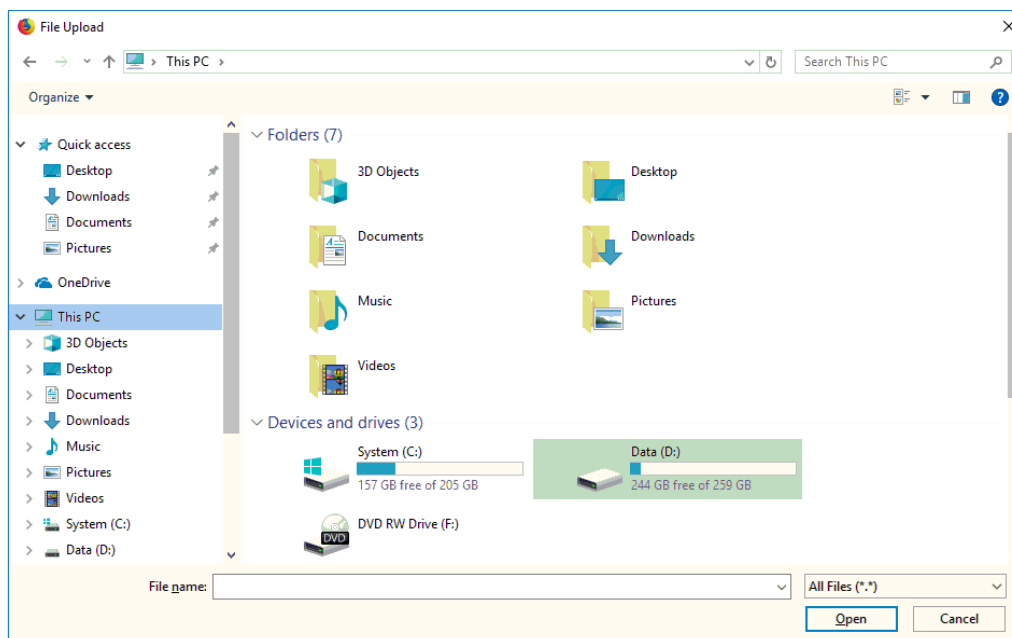 File Upload
This PC
Search This PC
Organize
Quick access
Desktop
Downloads
Documents
Pictures
OneDrive
This PC
3D Objects
Desktop
Documents
Downloads
Music
Pictures
Videos
System (C:)
Data (D:)
Folders (7)
3D Objects
Desktop
Documents
Downloads
Music
Pictures
Videos
Devices and drives (3)
System (C:)
157 GB free of 205 GB
Data (D:)
244 GB free of 259 GB
DVD
DVD RW Drive (F:)
File name:
All Files (*.*)
Open
Cancel